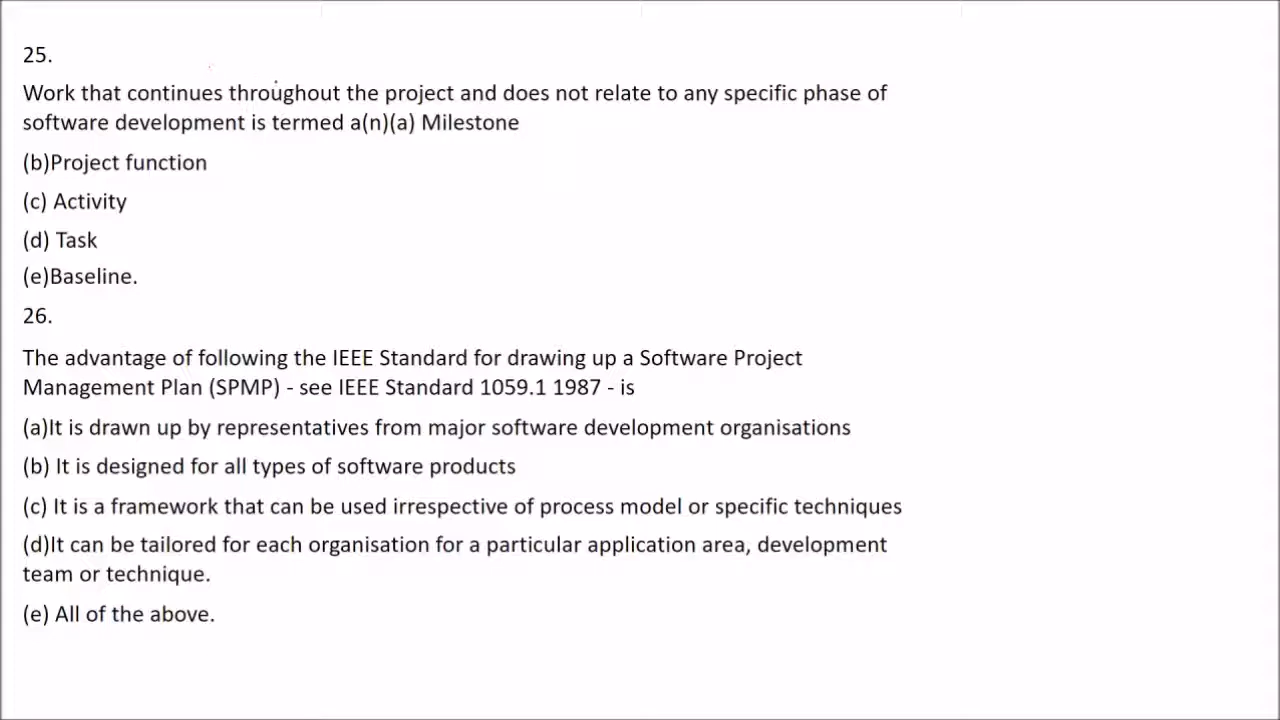 25.
Work that continues throughout the project and does not relate to any specific phase of
software development is termed a(n)(a) Milestone
(b)Project function
(c) Activity
(d) Task
(e)Baseline.
26.
The advantage of following the IEEE Standard for drawing up a Software Project
Management Plan (SPMP) - see IEEE Standard 1059.1 1987 - is
(a)It is drawn up by representatives from major software development organisations
(b) It is designed for all types of software products
(c) It is a framework that can be used irrespective of process model or specific techniques
(d)It can be tailored for each organisation for a particular application area, development
team or technique.
(e) All of the above.